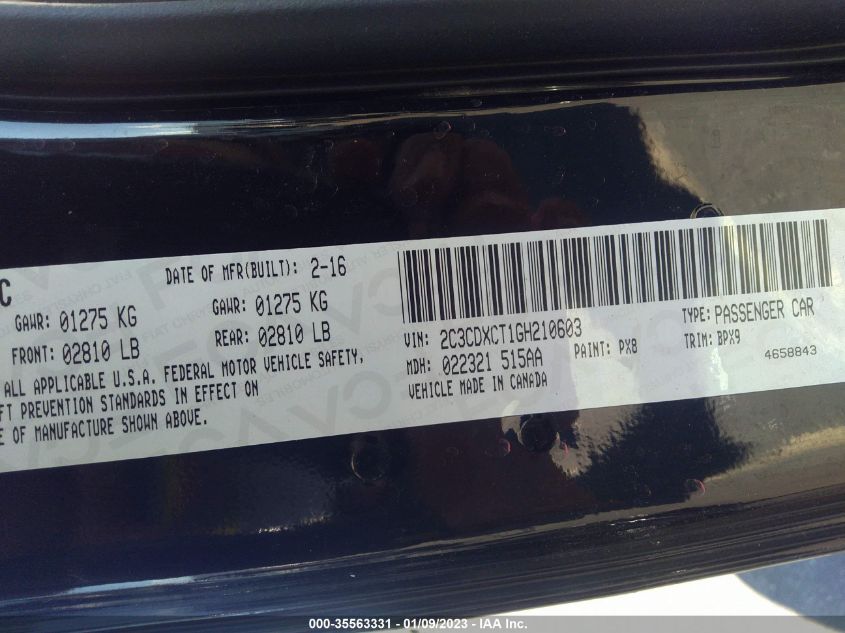 C
DATE OF MFR(BUILT): 2-16
GAWR: 01275 KG GAWR: 01275 KG
FRONT: 02810 LB REAR: 02810 LB
ALL APPLICABLE U.S.A. FEDERAL MOTOR VEHICLE SAFETY,
FT PREVENTION STANDARDS IN EFFECT ON
E OF MANUFACTURE SHOWN ABOVE.
VIN: 2C3CDXCT1GH210603 TYPE: PASSENGER CAR
MDH: 022321 515AA PAINT: PX8 TRIM: BPX9
VEHICLE MADE IN CANADA 4658843
000-35563331 - 01/09/2023 - IAA Inc.